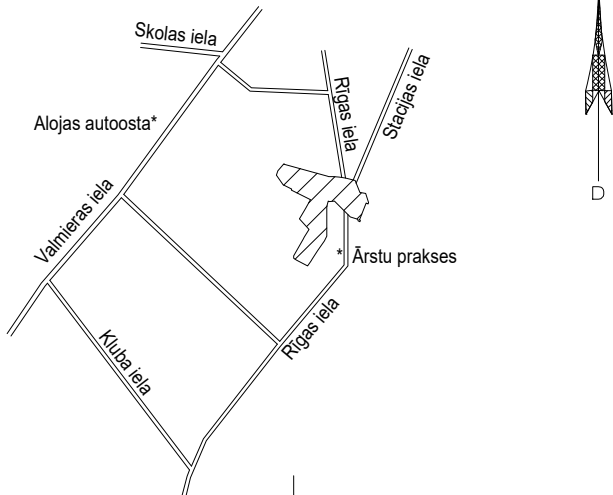 Skolas iela
Rīgas iela
Stacijas iela
Alojas autoosta*
Valmieras iela
* Ārstu prakses
Rīgas iela
Kluba iela
D